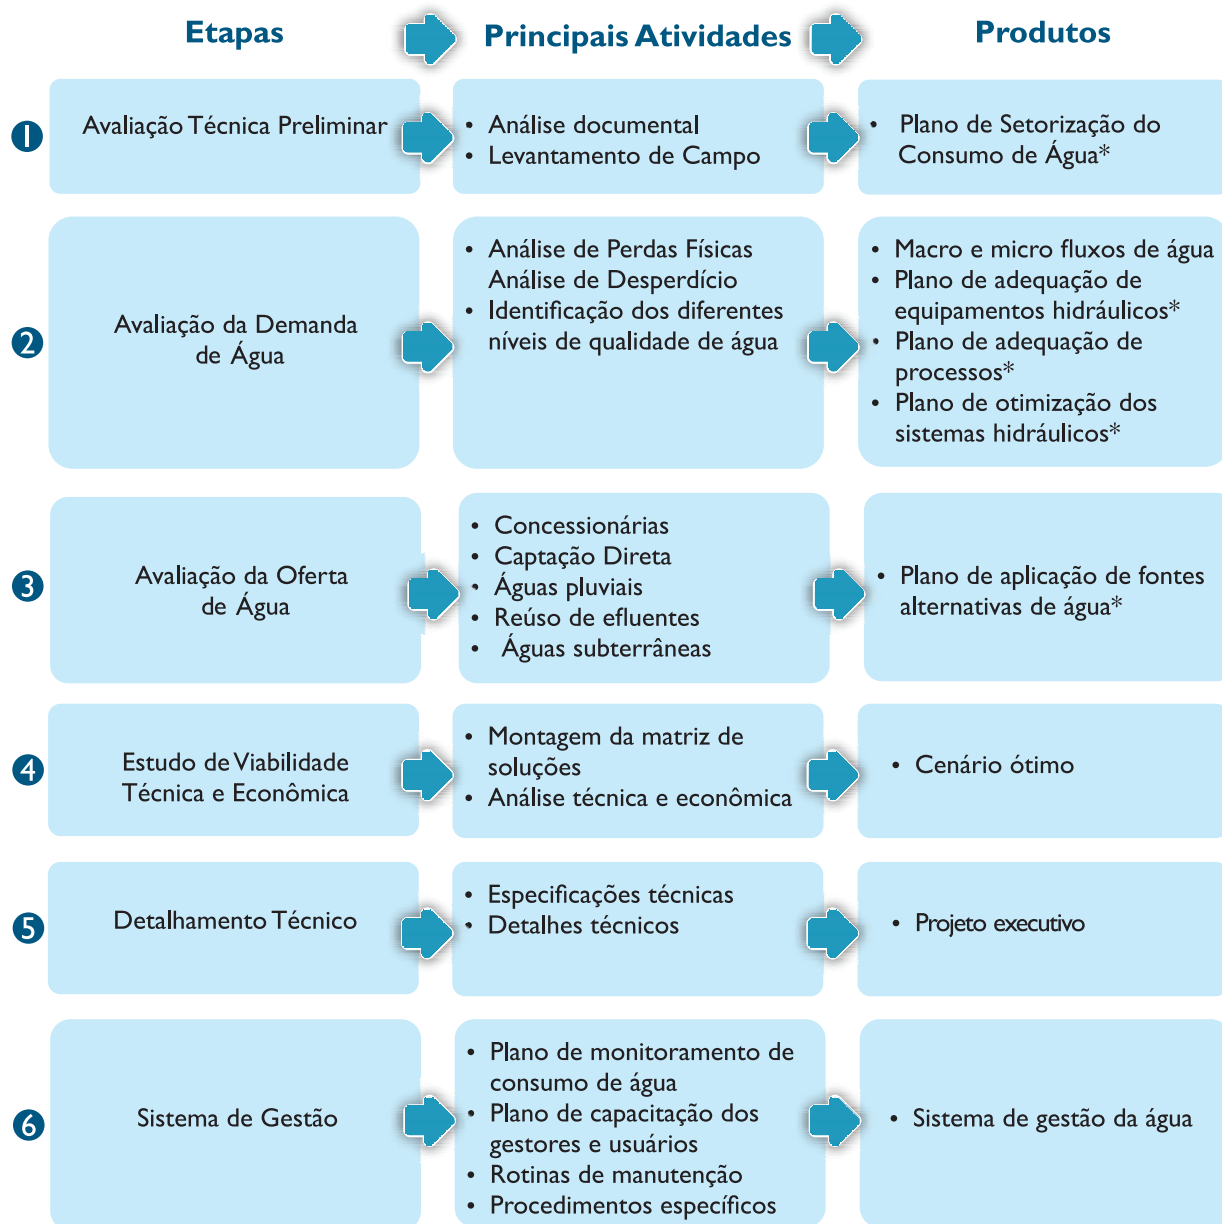 Etapas
Principais Atividades
Produtos
1
Avaliação Técnica Preliminar
• Análise documental
• Levantamento de Campo
• Plano de Setorização do
Consumo de Água*
2
Avaliação da Demanda
de Água
• Análise de Perdas Físicas
Análise de Desperdício
• Identificação dos diferentes
níveis de qualidade de água
• Macro e micro fluxos de água
• Plano de adequação de
equipamentos hidráulicos*
• Plano de adequação de
processos*
• Plano de otimização dos
sistemas hidráulicos*
3
Avaliação da Oferta
de Água
• Concessionárias
• Captação Direta
• Águas pluviais
• Reúso de efluentes
• Águas subterrâneas
• Plano de aplicação de fontes
alternativas de água*
4
Estudo de Viabilidade
Técnica e Econômica
• Montagem da matriz de
soluções
• Análise técnica e econômica
• Cenário ótimo
5
Detalhamento Técnico
• Especificações técnicas
• Detalhes técnicos
• Projeto executivo
6
Sistema de Gestão
• Plano de monitoramento de
consumo de água
• Plano de capacitação dos
gestores e usuários
• Rotinas de manutenção
• Procedimentos específicos
• Sistema de gestão da água